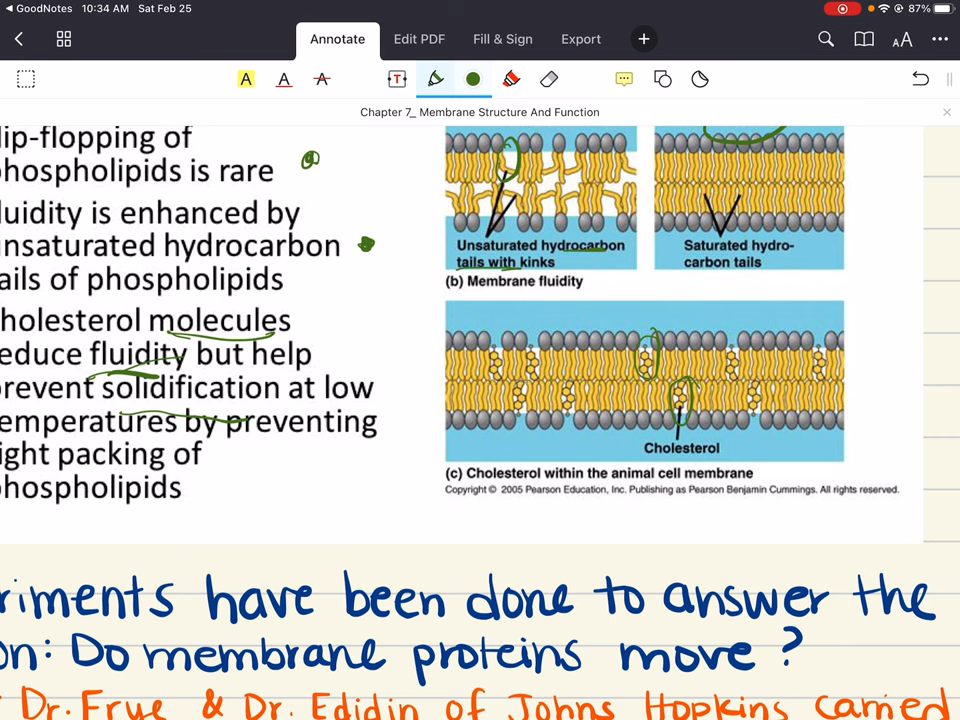 GoodNotes 10:34 AM Sat Feb 25 87%
Annotate Edit PDF Fill & Sign Export
A A A T AA
Chapter 7_ Membrane Structure And Function
lip-flopping of
phospholipids is rare
luidity is enhanced by
unsaturated hydrocarbon
ails of phospholipids
holesterol molecules
educe fluidity but help
prevent solidification at low
emperatures by preventing
ight packing of
phospholipids
Unsaturated hydrocarbon
tails with kinks
Saturated hydro-
carbon tails
(b) Membrane fluidity
Cholesterol
(c) Cholesterol within the animal cell membrane
Copyright © 2005 Pearson Education, Inc. Publishing as Pearson Benjamin Cummings. All rights reserved.
riments have been done to answer the
on: Do membrane proteins move?
Dr. Frye & Dr. Edidin of Johns Hopkins carried